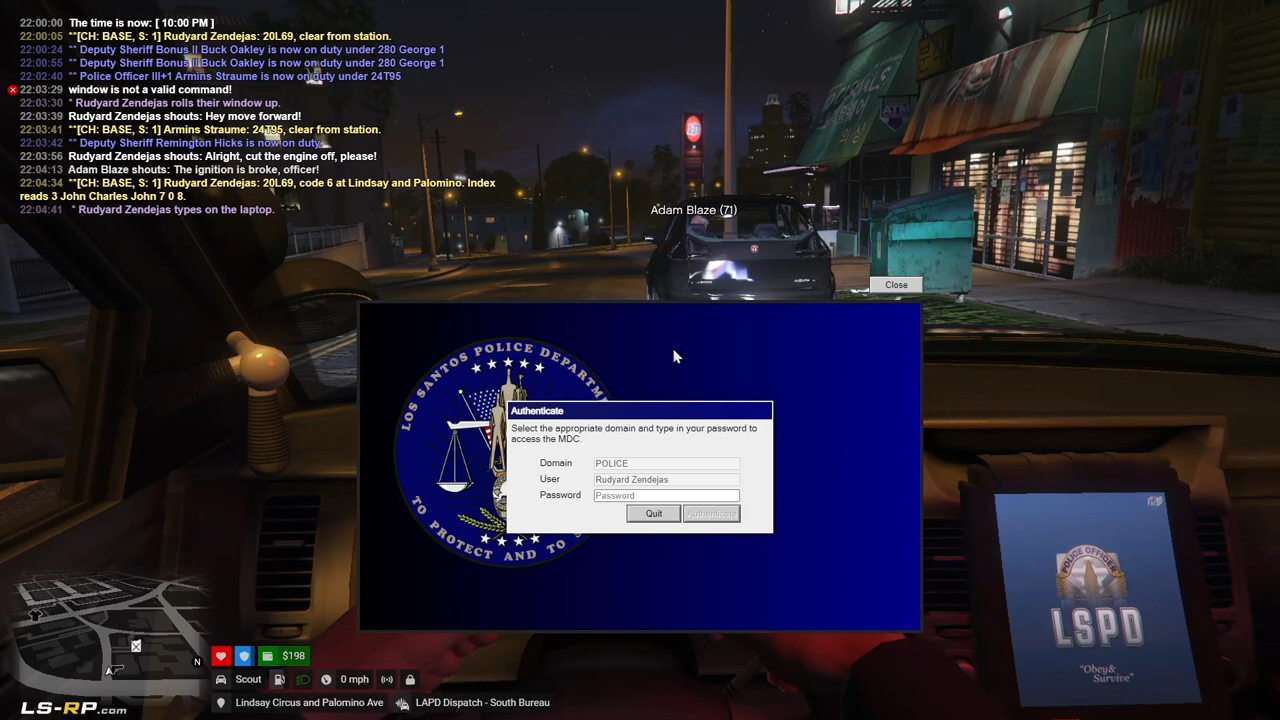 22:00:00 The time is now: [ 10:00 PM ]
22:00:05 **[CH: BASE, S: 1] Rudyard Zendejas: 20L69, clear from station.
22:00:24 ** Deputy Sheriff Bonus II Buck Oakley is now on duty under 280 George 1
22:00:55 ** Deputy Sheriff Bonus II Buck Oakley is now on duty under 280 George 1
22:02:40 ** Police Officer III+1 Armins Straume is now on duty under 24T95
22:03:29 window is not a valid command!
22:03:30 * Rudyard Zendejas rolls their window up.
22:03:39 Rudyard Zendejas shouts: Hey move forward!
22:03:41 **[CH: BASE, S: 1] Armins Straume: 24T95, clear from station.
22:03:42 ** Deputy Sheriff Remington Hicks is now on duty.
22:03:56 Rudyard Zendejas shouts: Alright, cut the engine off, please!
22:04:13 Adam Blaze shouts: The ignition is broke, officer!
22:04:34 **[CH: BASE, S: 1] Rudyard Zendejas: 20L69, code 6 at Lindsay and Palomino. Index
reads 3 John Charles John 7 0 8.
22:04:41 * Rudyard Zendejas types on the laptop.
ATM
Adam Blaze (71)
Close
LOS SANTOS POLICE
Authenticate
Select the appropriate domain and type in your password to
access the MDC.
Domain POLICE
User Rudyard Zendejas
Password Password
Quit Authenticate
TO PROTECT AND TO
POLICE OFFICER
LSPD
"Obey &
Survive"
N
$198
Scout 0 mph
Lindsay Circus and Palomino Ave LAPD Dispatch - South Bureau
LS-RP.com